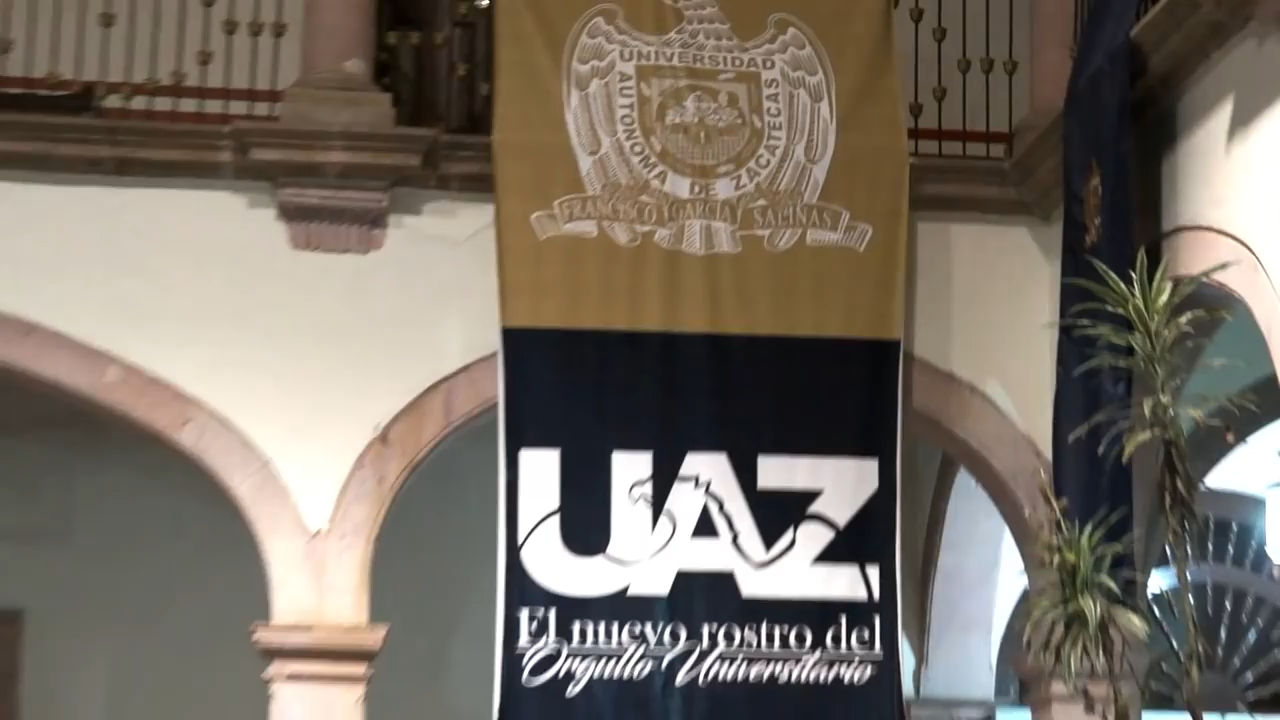 UNIVERSIDAD
AUTONOMA DE ZACATECAS
FRANCISCO GARCIA SALINAS
UAZ
El nuevo rostro del
Orgullo Universitario